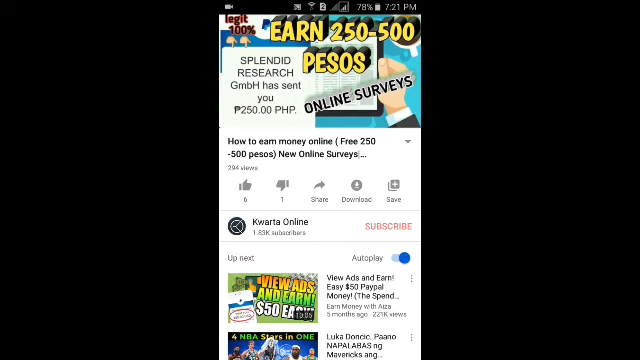 78% 7:21 PM
legit
100%
EARN 250-500
PESOS
SPLENDID
RESEARCH
GmbH has sent
you
₱250.00 PHP.
ONLINE SURVEYS
How to earn money online ( Free 250
-500 pesos) New Online Surveys|...
294 views
6
1
Share
Download
Save
Kwarta Online
1.83K subscribers
SUBSCRIBE
Up next
Autoplay
VIEW ADS
AND EARN!
$50 EACH
10:05
View Ads and Earn!
Easy $50 Paypal
Money! (The Spend...
Earn Money with Aiza
5 months ago · 221K views
4 NBA Stars in ONE
Luka Doncic, Paano
NAPALABAS ng
Mavericks ang...